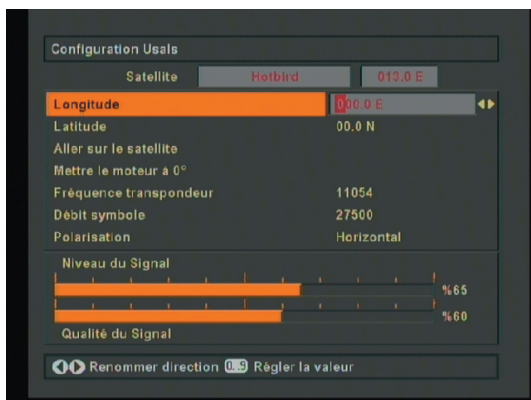 Configuration Usals
Satellite Hotbird 013.0 E
Longitude 000.0 E
Latitude 00.0 N
Aller sur le satellite
Mettre le moteur à 0°
Fréquence transpondeur 11054
Débit symbole 27500
Polarisation Horizontal
Niveau du Signal
%65
%60
Qualité du Signal
Renommer direction 0..9 Régler la valeur